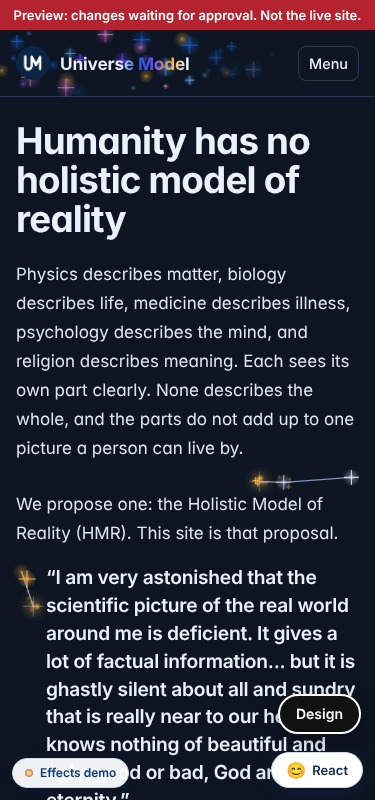 Preview: changes waiting for approval. Not the live site.
UM Universe Model
Menu
Humanity has no
holistic model of
reality
Physics describes matter, biology
describes life, medicine describes illness,
psychology describes the mind, and
religion describes meaning. Each sees its
own part clearly. None describes the
whole, and the parts do not add up to one
picture a person can live by.
We propose one: the Holistic Model of
Reality (HMR). This site is that proposal.
“I am very astonished that the
scientific picture of the real world
around me is deficient. It gives a
lot of factual information... but it is
ghastly silent about all and sundry
that is really near to our
Design
knows nothing of beautiful and
or bad, God
Effects demo
😊 React
eternity.”